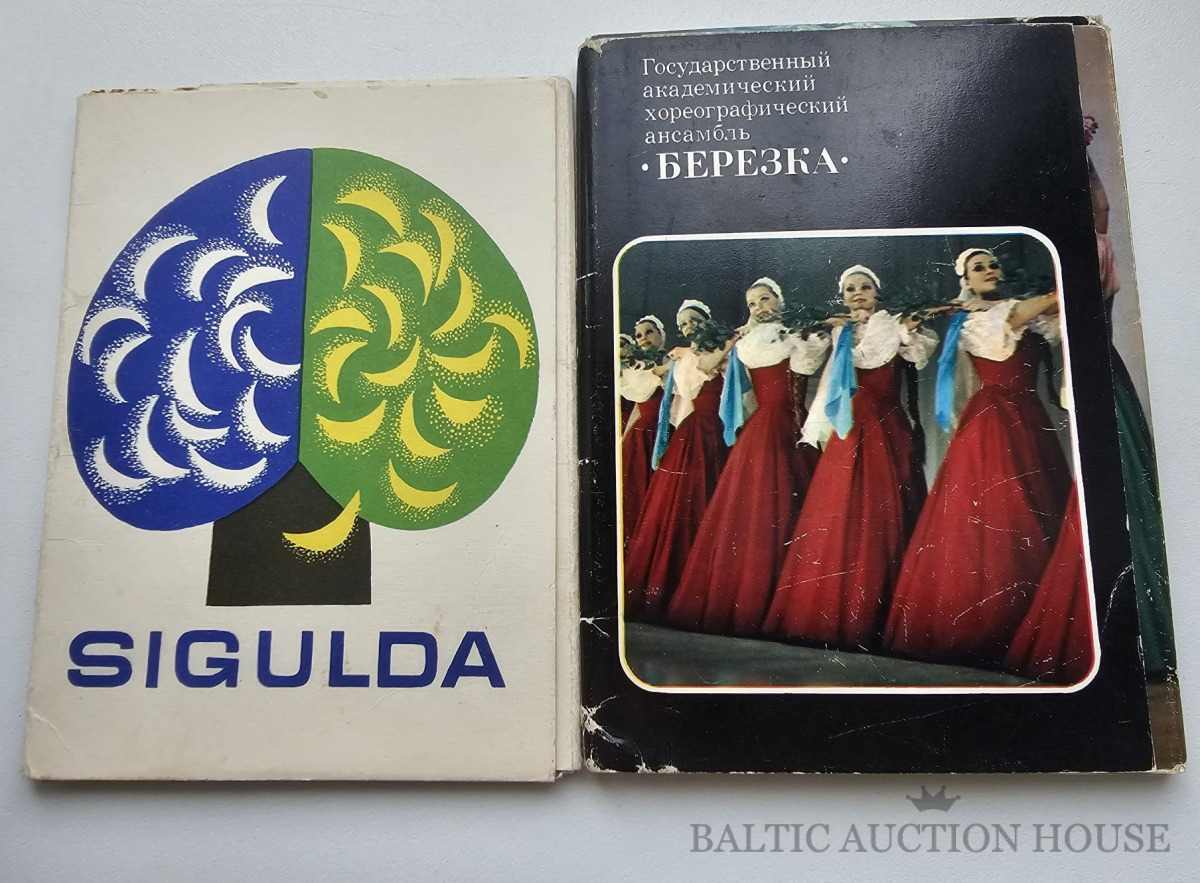 SIGULDA
Государственный
академический
хореографический
ансамбль
·БЕРЕЗКА·
BALTIC AUCTION HOUSE